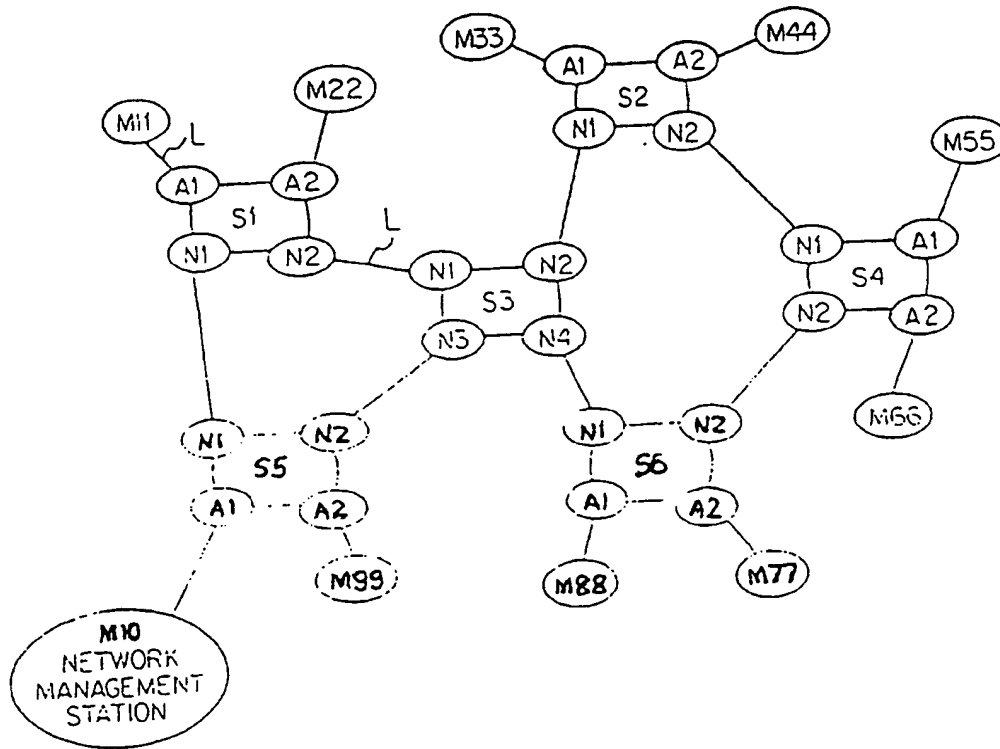 M33
M44
A1
A2
S2
N1
N2
M11
L
M22
A1
A2
S1
N1
N2
L
M55
N1
A1
S4
N2
A2
M66
N1
N2
S3
N3
N4
N1
N2
S5
A1
A2
M99
N1
N2
S6
A1
A2
M88
M77
M10
NETWORK
MANAGEMENT
STATION